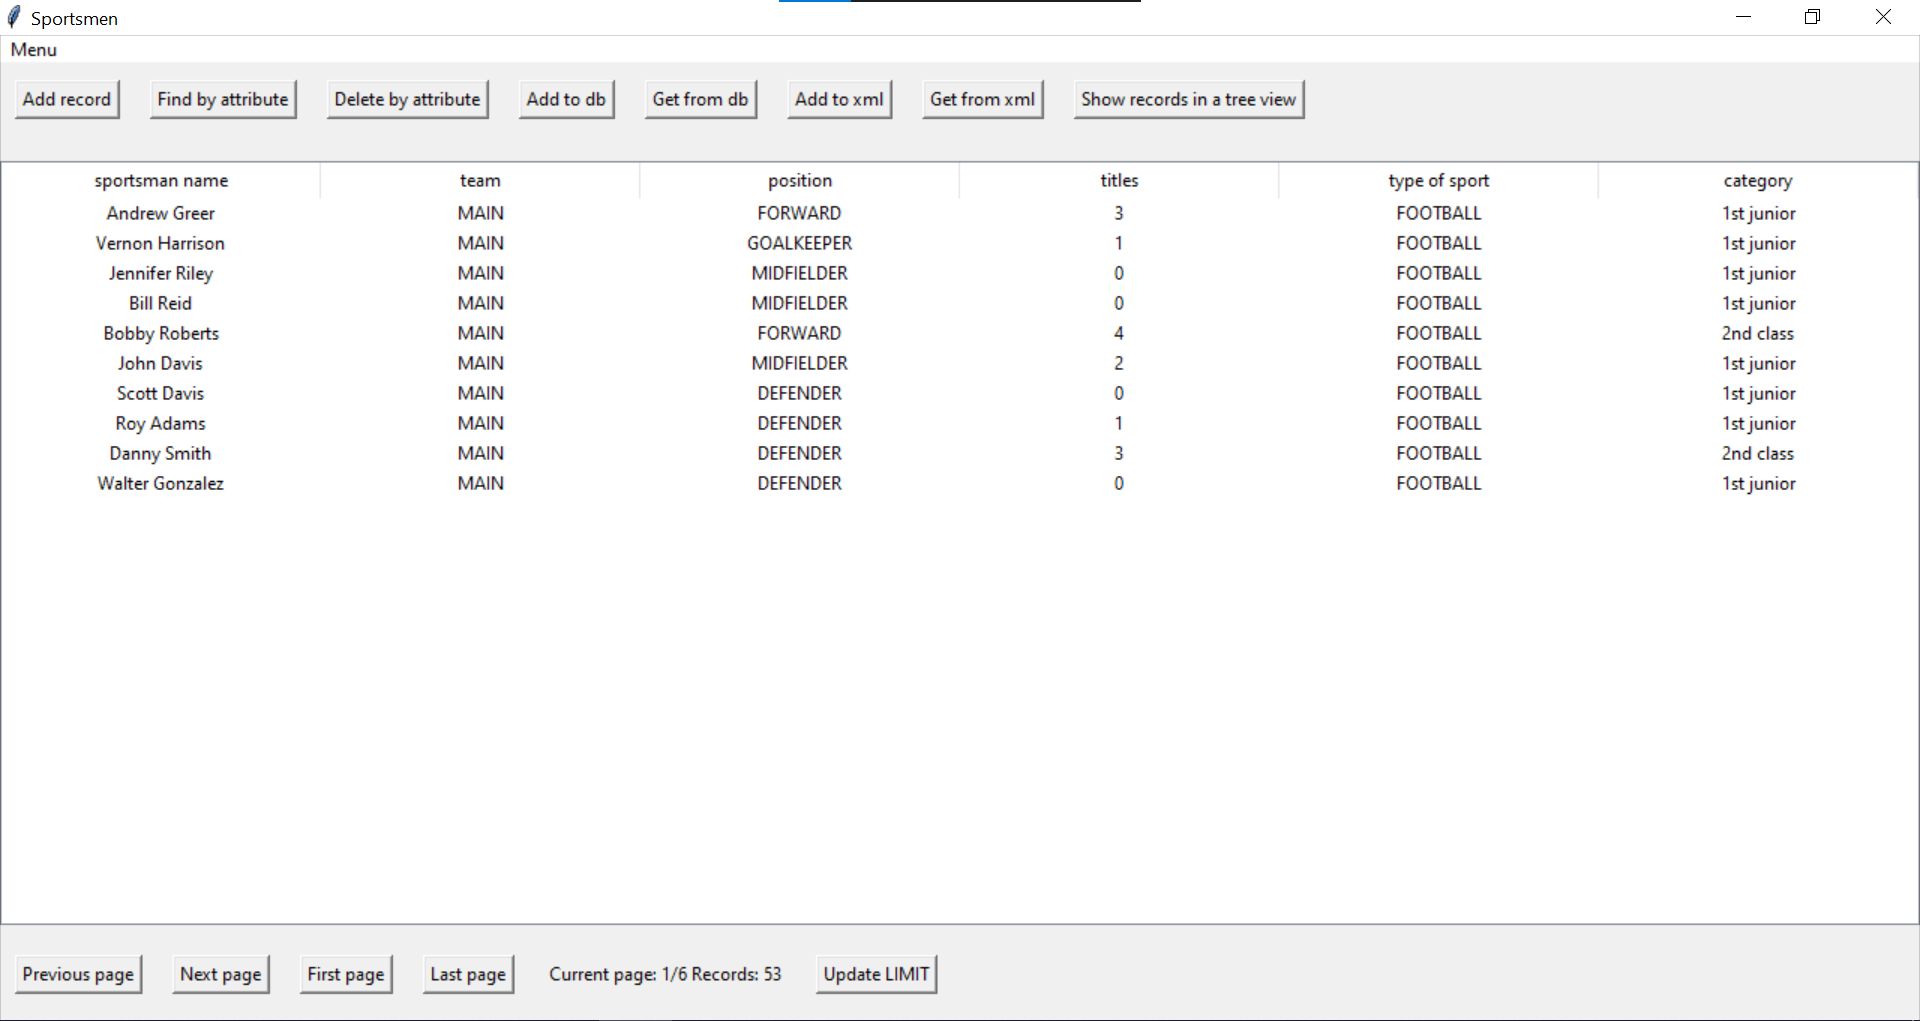 Sportsmen
Menu
Add record Find by attribute Delete by attribute Add to db Get from db Add to xml Get from xml Show records in a tree view
sportsman name team position titles type of sport category
Andrew Greer MAIN FORWARD 3 FOOTBALL 1st junior
Vernon Harrison MAIN GOALKEEPER 1 FOOTBALL 1st junior
Jennifer Riley MAIN MIDFIELDER 0 FOOTBALL 1st junior
Bill Reid MAIN MIDFIELDER 0 FOOTBALL 1st junior
Bobby Roberts MAIN FORWARD 4 FOOTBALL 2nd class
John Davis MAIN MIDFIELDER 2 FOOTBALL 1st junior
Scott Davis MAIN DEFENDER 0 FOOTBALL 1st junior
Roy Adams MAIN DEFENDER 1 FOOTBALL 1st junior
Danny Smith MAIN DEFENDER 3 FOOTBALL 2nd class
Walter Gonzalez MAIN DEFENDER 0 FOOTBALL 1st junior
Previous page Next page First page Last page Current page: 1/6 Records: 53 Update LIMIT